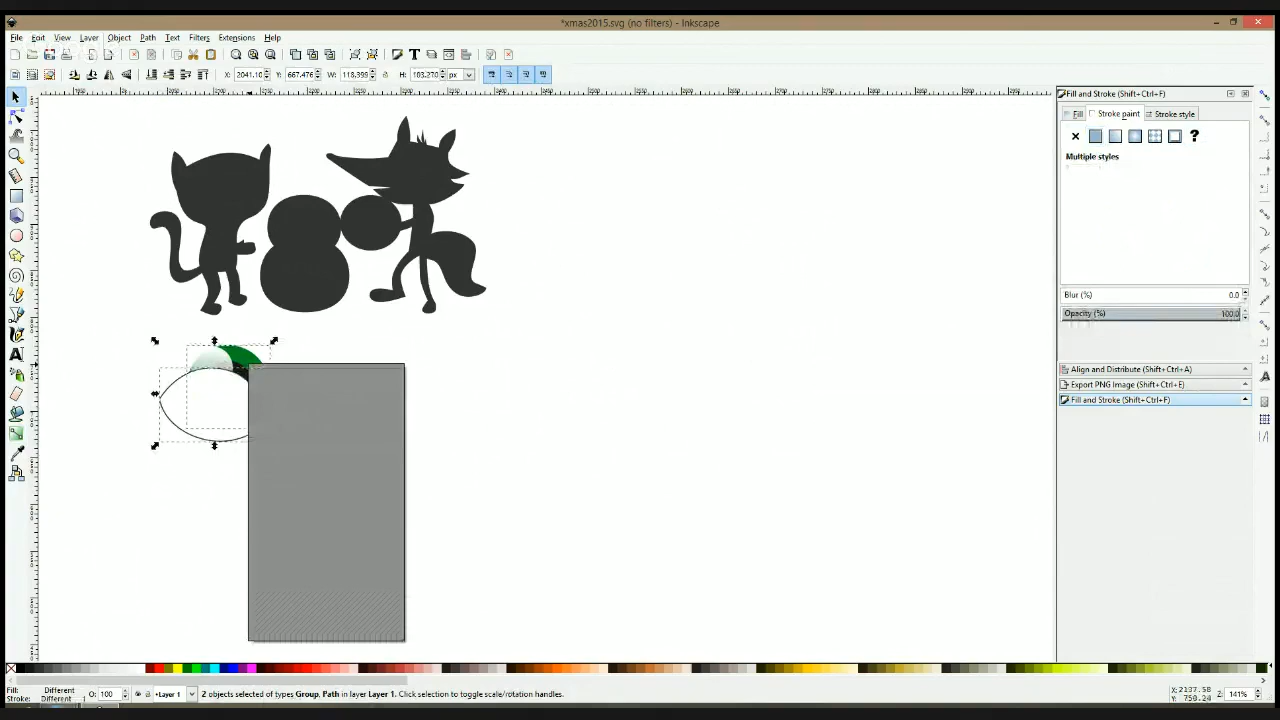 *xmas2015.svg (no filters) - Inkscape
File Edit View Layer Object Path Text Filters Extensions Help
X: 2041.10 Y: 667.476 W: 118.399 H: 103.270 px
Fill and Stroke (Shift+Ctrl+F)
Fill Stroke paint Stroke style
Multiple styles
Blur (%) 0.0
Opacity (%) 100.0
Align and Distribute (Shift+Ctrl+A)
Export PNG Image (Shift+Ctrl+E)
Fill and Stroke (Shift+Ctrl+F)
Fill: Different
Stroke: Different
O: 100
Layer 1
2 objects selected of types Group, Path in layer Layer 1. Click selection to toggle scale/rotation handles.
X: 2137.58
Y: 758.24
Z: 141%